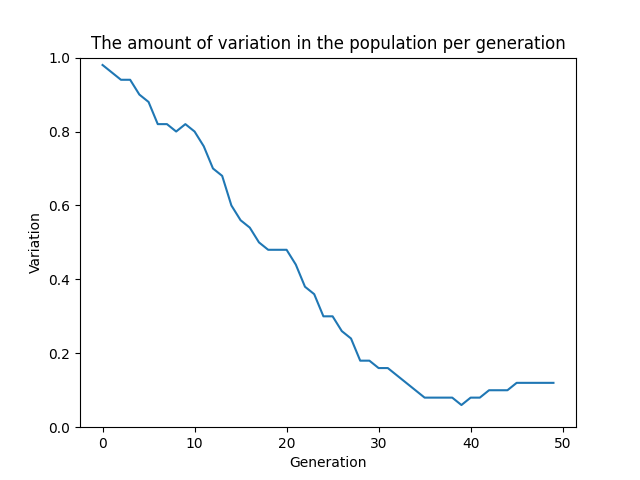 The amount of variation in the population per generation
1.0
0.8
0.6
0.4
0.2
0.0
Variation
0 10 20 30 40 50
Generation